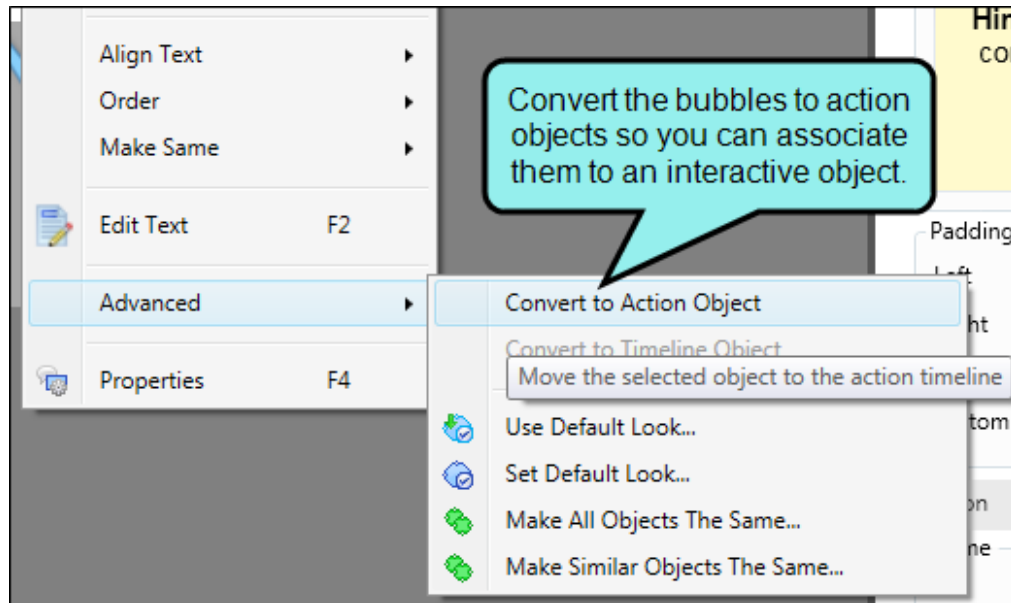 Align Text
Order
Make Same
Edit Text F2
Advanced
Properties F4
Convert the bubbles to action
objects so you can associate
them to an interactive object.
Convert to Action Object
Convert to Timeline Object
Move the selected object to the action timeline
Use Default Look...
Set Default Look...
Make All Objects The Same...
Make Similar Objects The Same...
Padding